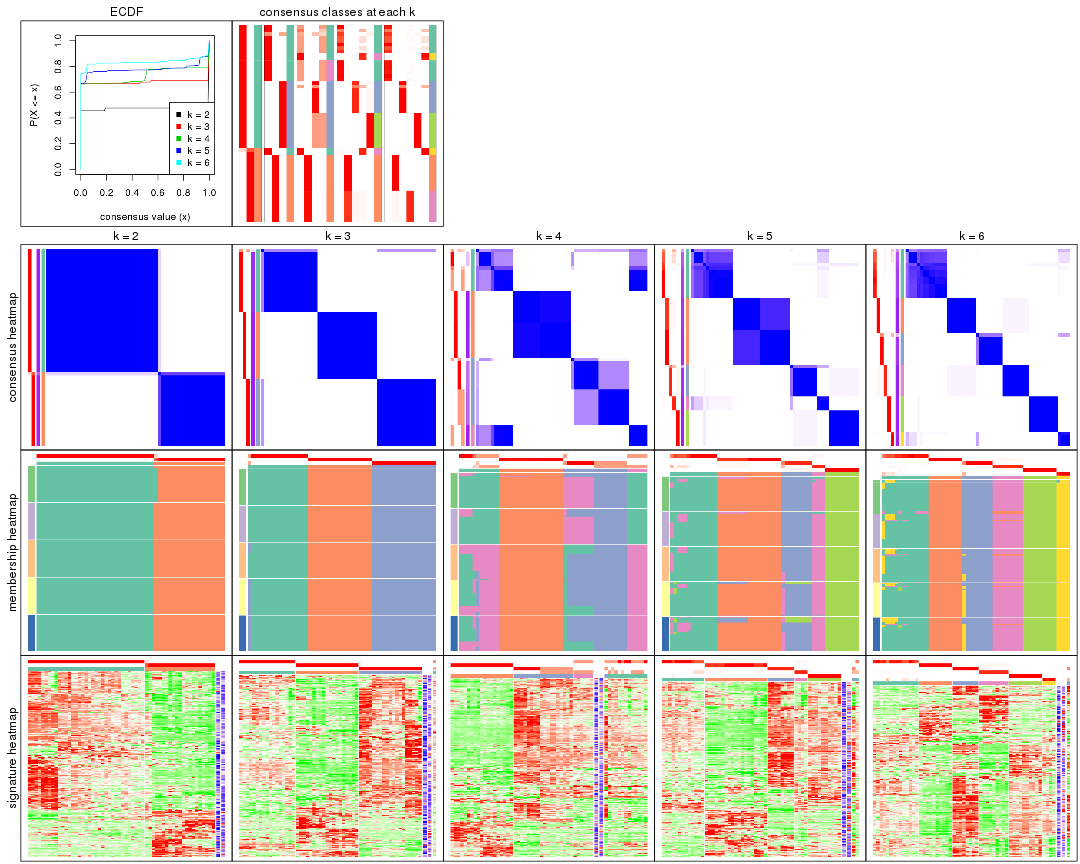 ECDF
consensus classes at each k
P(X <= x)
0.0 0.2 0.4 0.6 0.8 1.0
k = 2
k = 3
k = 4
k = 5
k = 6
0.0 0.2 0.4 0.6 0.8 1.0
consensus value (x)
k = 2
k = 3
k = 4
k = 5
k = 6
consensus heatmap
membership heatmap
signature heatmap